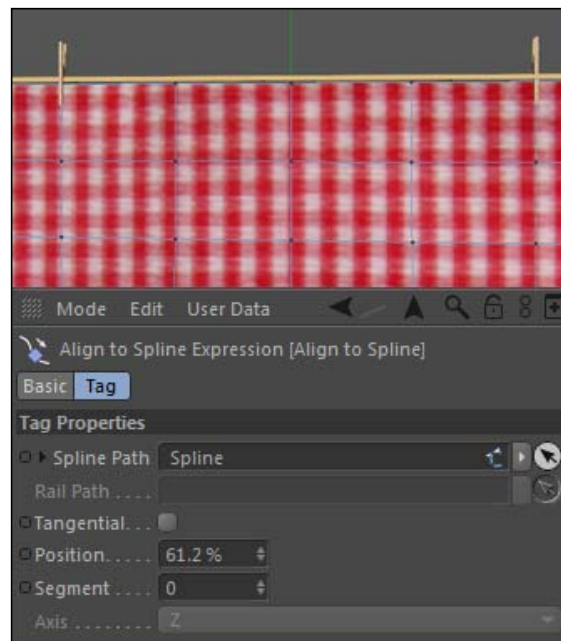 Mode Edit User Data
Align to Spline Expression [Align to Spline]
Basic Tag
Tag Properties
Spline Path Spline
Rail Path . . . .
Tangential. . .
Position. . . . . 61.2 %
Segment . . . . 0
Axis . . . . . . . . Z